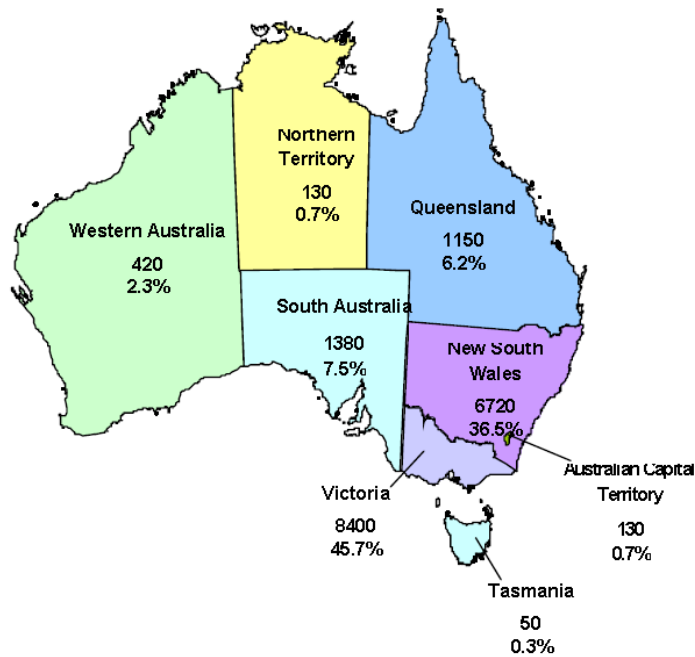 Northern
Territory
130
0.7%
Queensland
1150
6.2%
Western Australia
420
2.3%
South Australia
1380
7.5%
New South
Wales
6720
36.5%
Australian Capital
Territory
130
0.7%
Victoria
8400
45.7%
Tasmania
50
0.3%